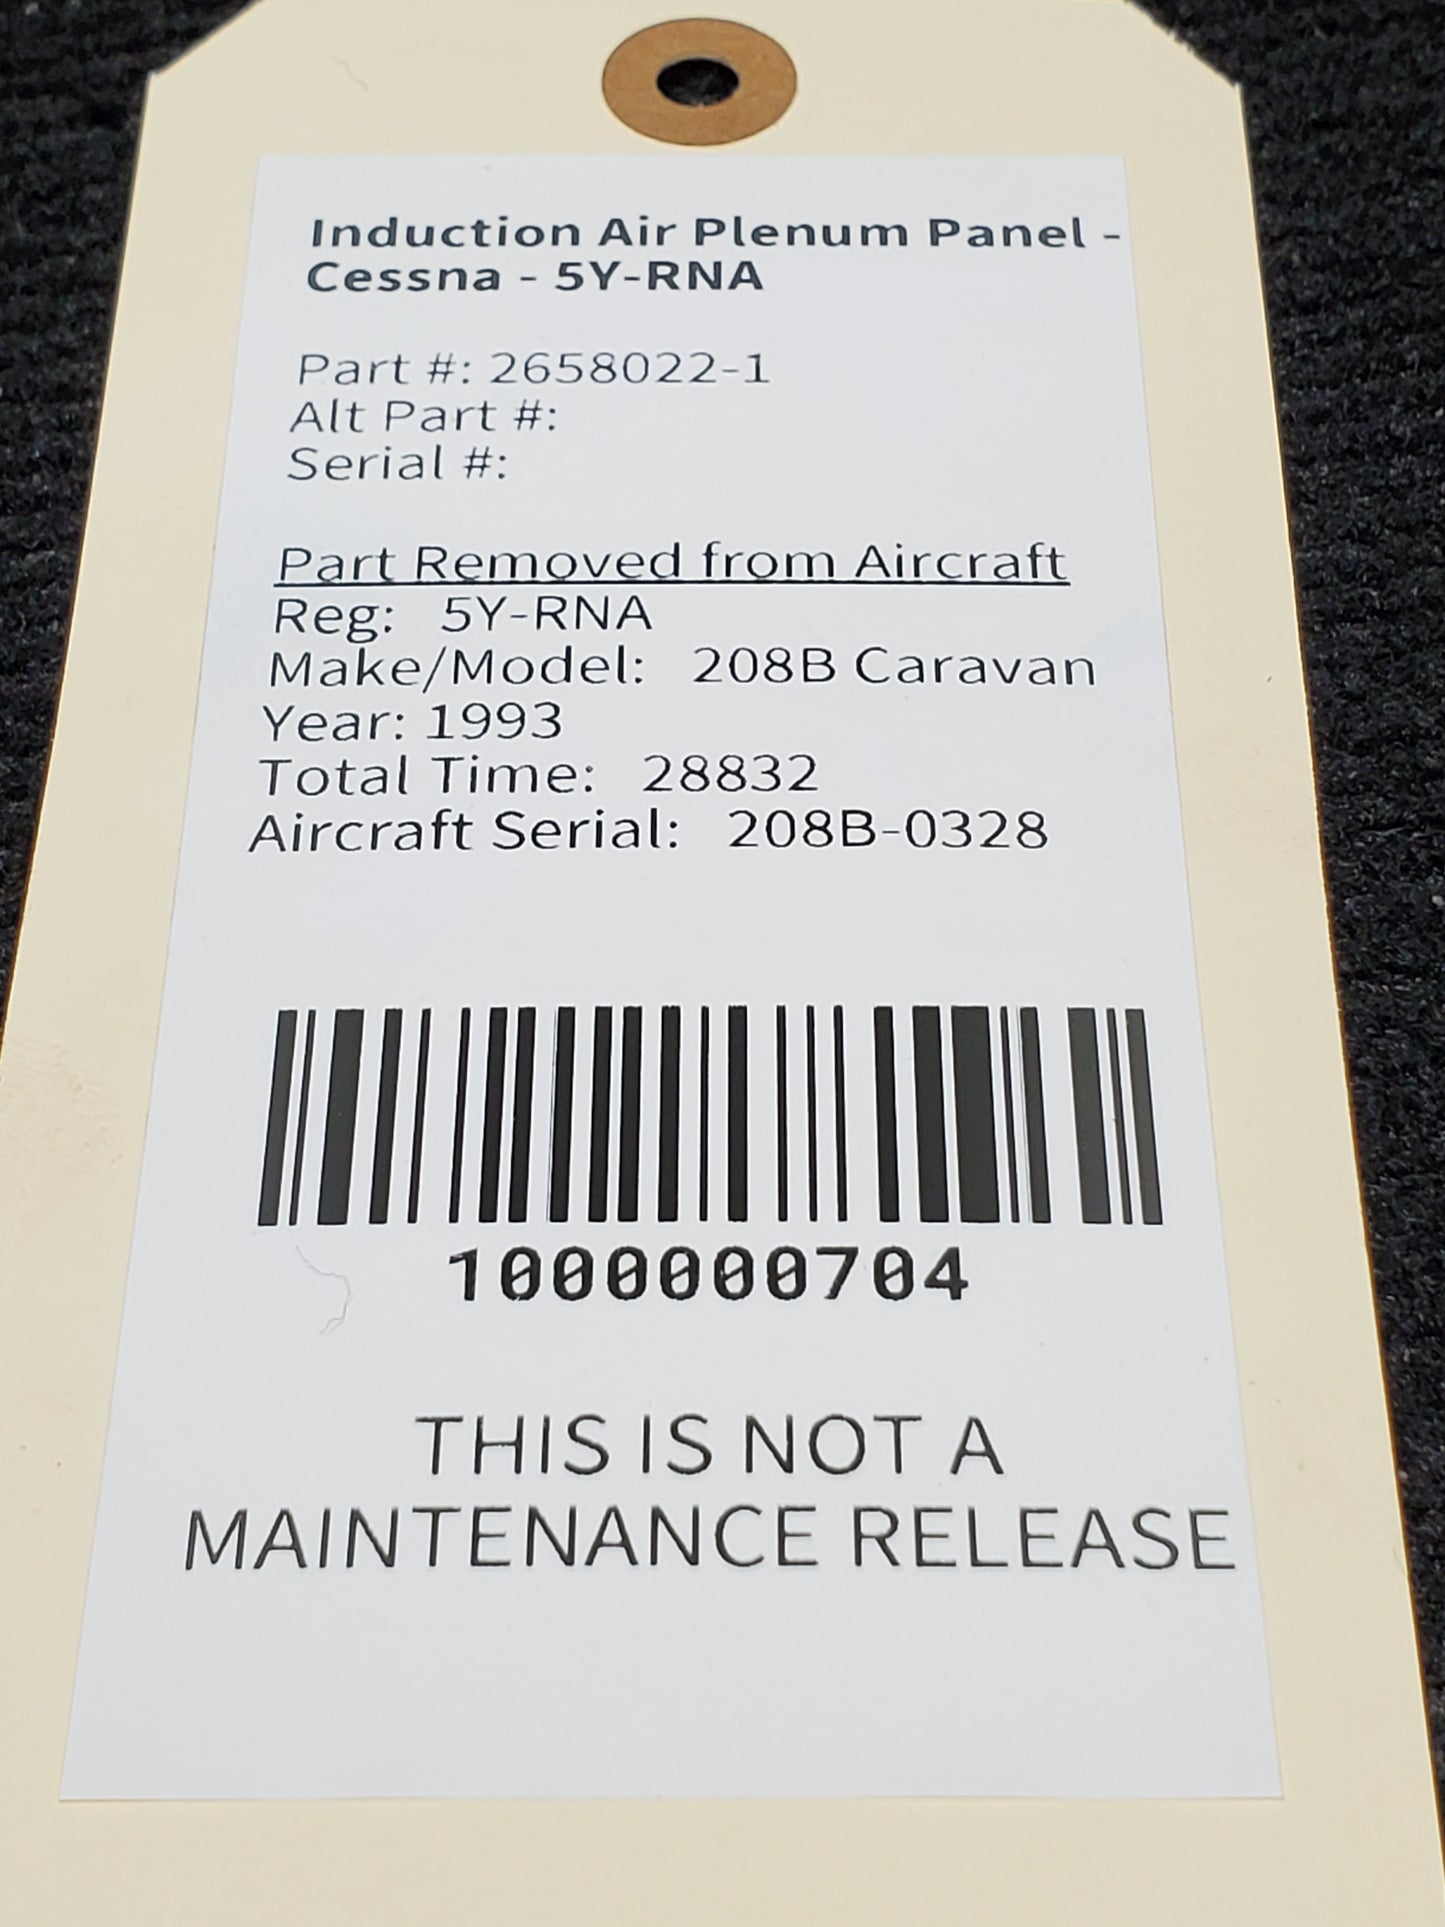 Induction Air Plenum Panel -
Cessna - 5Y-RNA
Part #: 2658022-1
Alt Part #:
Serial #:
Part Removed from Aircraft
Reg: 5Y-RNA
Make/Model: 208B Caravan
Year: 1993
Total Time: 28832
Aircraft Serial: 208B-0328
1000000704
THIS IS NOT A
MAINTENANCE RELEASE